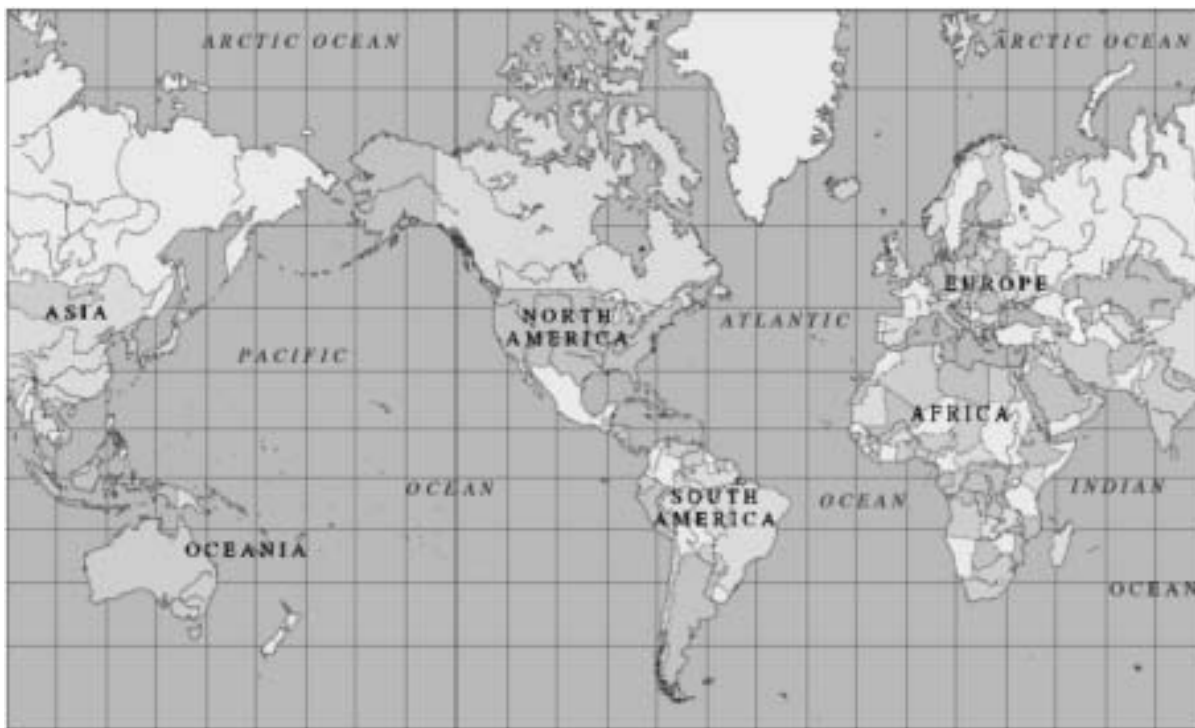 ARCTIC OCEAN
ARCTIC OCEAN
EUROPE
ASIA
NORTH
AMERICA
ATLANTIC
PACIFIC
AFRICA
OCEAN
SOUTH
AMERICA
OCEAN
INDIAN
OCEANIA
OCEAN